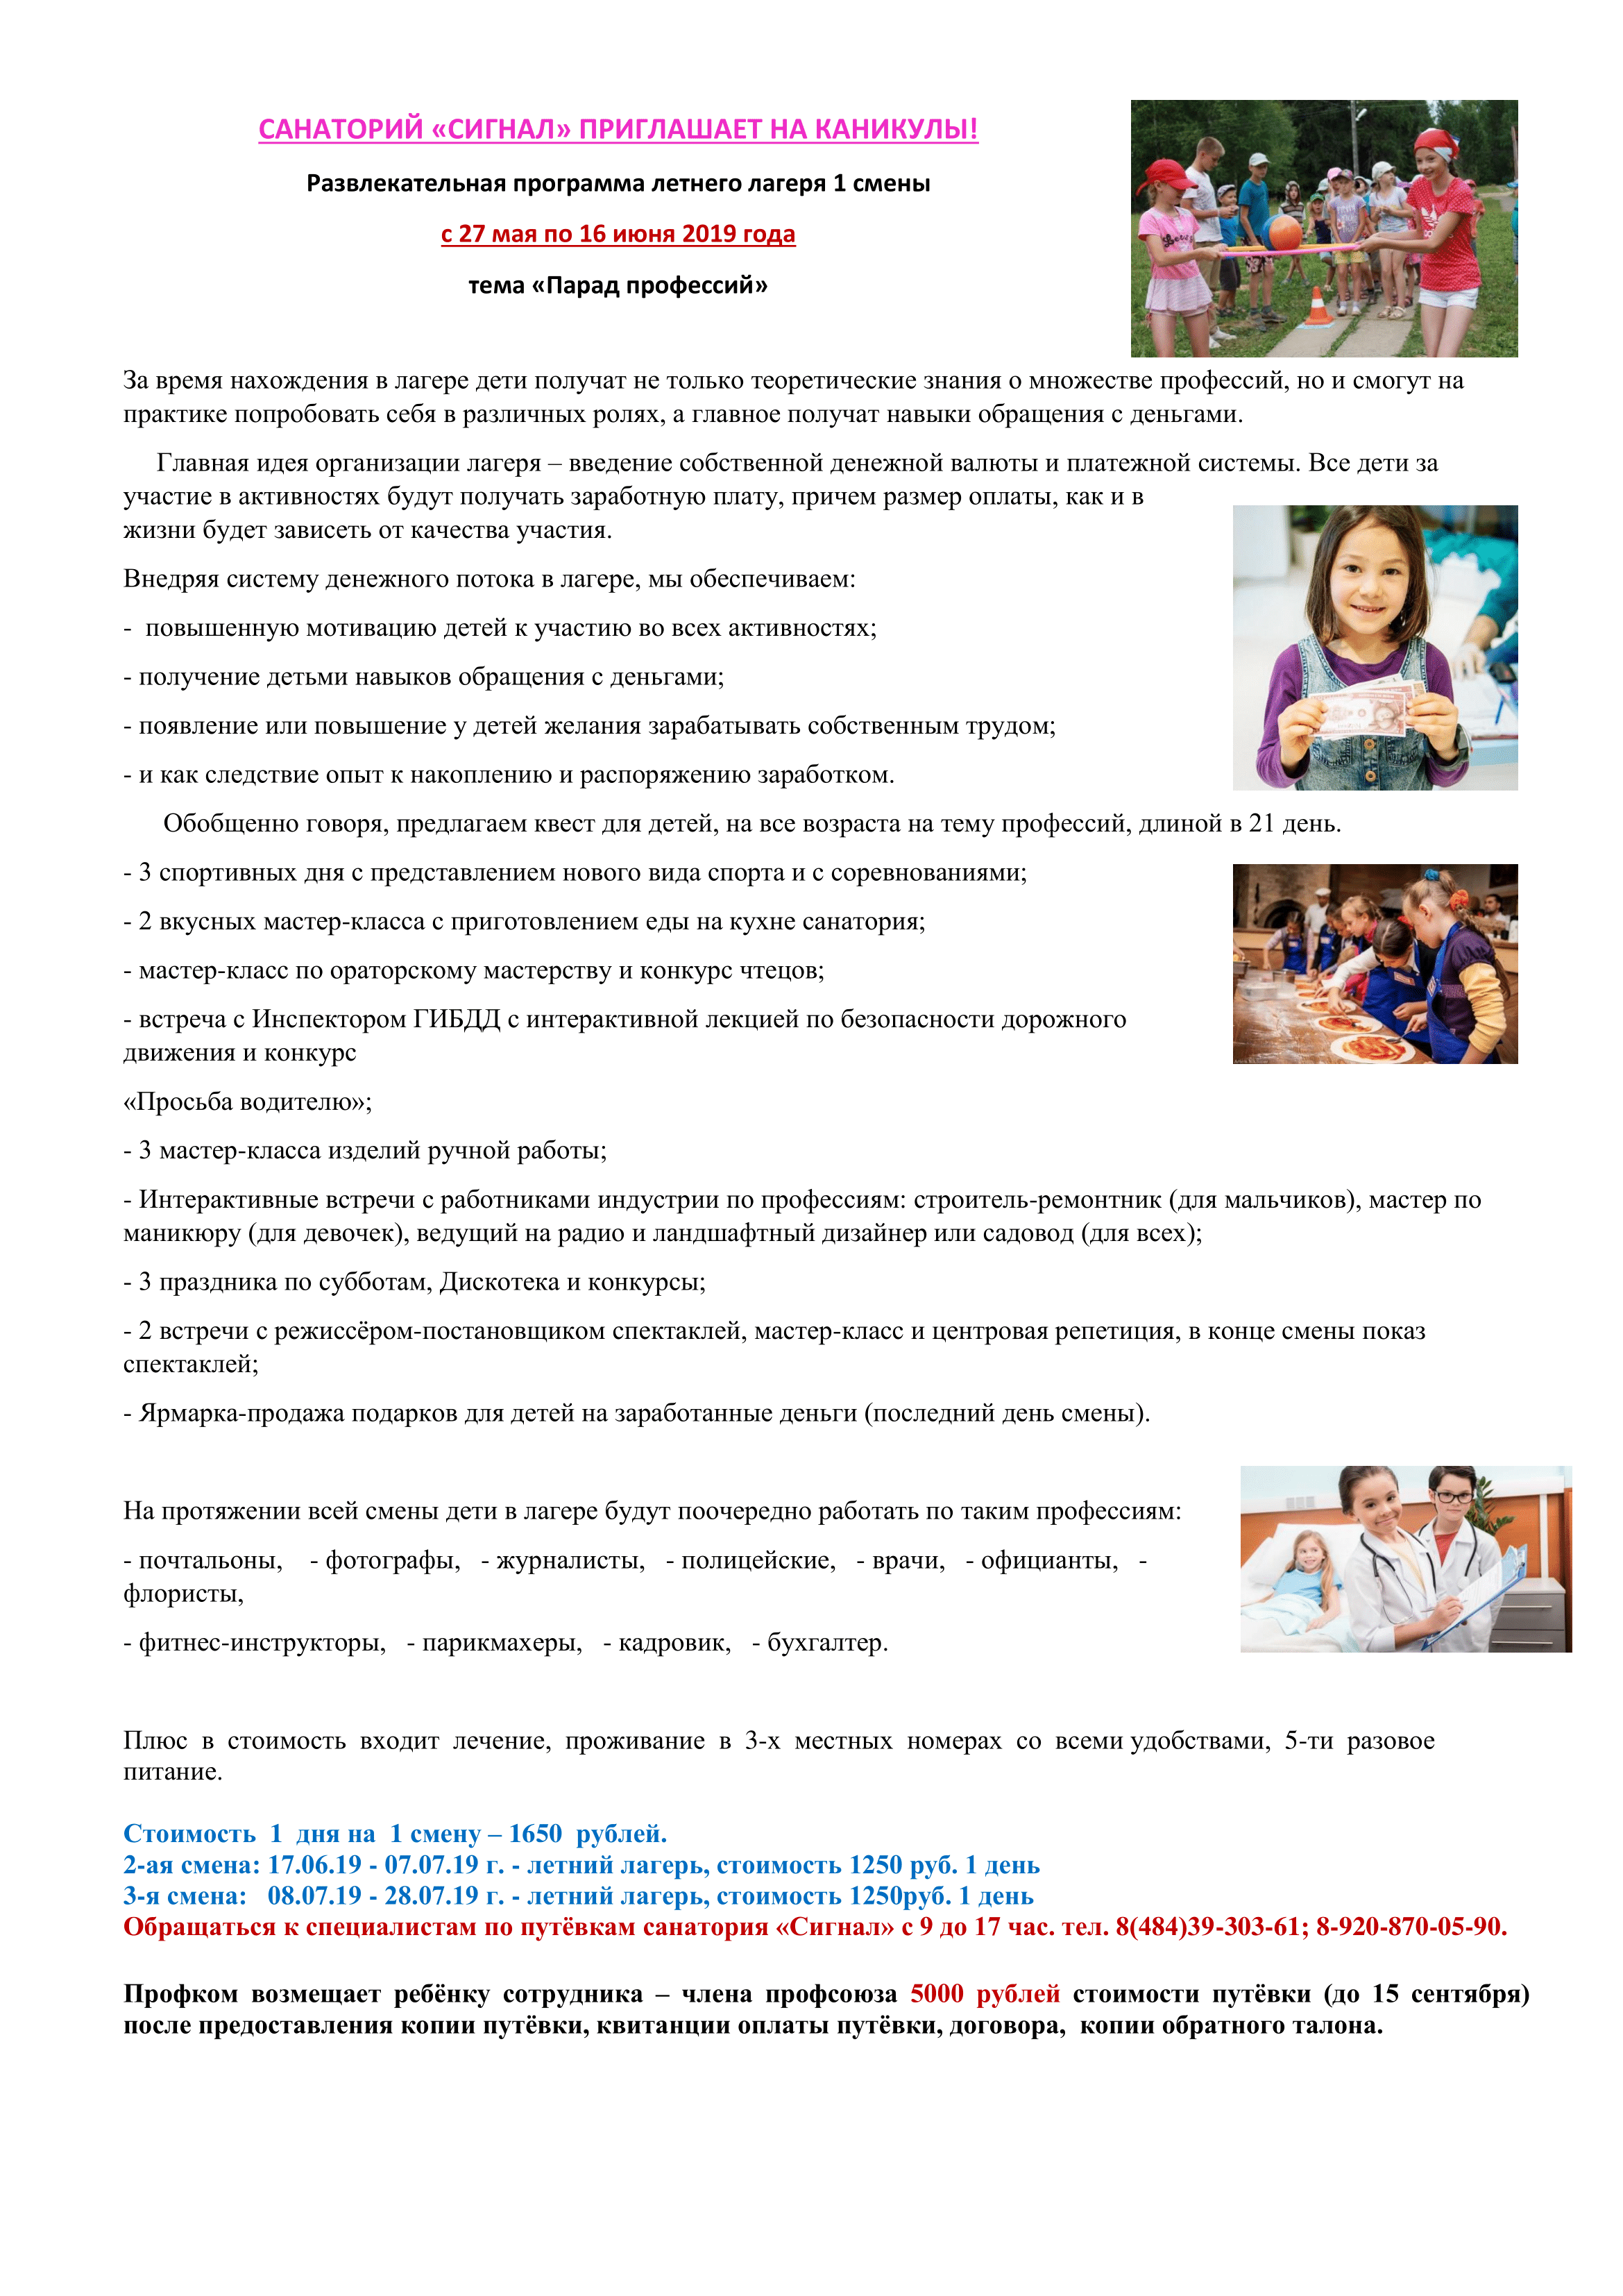 САНАТОРИЙ «СИГНАЛ» ПРИГЛАШАЕТ НА КАНИКУЛЫ!
Развлекательная программа летнего лагеря 1 смены
с 27 мая по 16 июня 2019 года
тема «Парад профессий»
За время нахождения в лагере дети получат не только теоретические знания о множестве профессий, но и смогут на
практике попробовать себя в различных ролях, а главное получат навыки обращения с деньгами.
Главная идея организации лагеря – введение собственной денежной валюты и платежной системы. Все дети за
участие в активностях будут получать заработную плату, причем размер оплаты, как и в
жизни будет зависеть от качества участия.
Внедряя систему денежного потока в лагере, мы обеспечиваем:
- повышенную мотивацию детей к участию во всех активностях;
- получение детьми навыков обращения с деньгами;
- появление или повышение у детей желания зарабатывать собственным трудом;
- и как следствие опыт к накоплению и распоряжению заработком.
Обобщенно говоря, предлагаем квест для детей, на все возраста на тему профессий, длиной в 21 день.
- 3 спортивных дня с представлением нового вида спорта и с соревнованиями;
- 2 вкусных мастер-класса с приготовлением еды на кухне санатория;
- мастер-класс по ораторскому мастерству и конкурс чтецов;
- встреча с Инспектором ГИБДД с интерактивной лекцией по безопасности дорожного
движения и конкурс
«Просьба водителю»;
- 3 мастер-класса изделий ручной работы;
- Интерактивные встречи с работниками индустрии по профессиям: строитель-ремонтник (для мальчиков), мастер по
маникюру (для девочек), ведущий на радио и ландшафтный дизайнер или садовод (для всех);
- 3 праздника по субботам, Дискотека и конкурсы;
- 2 встречи с режиссёром-постановщиком спектаклей, мастер-класс и центровая репетиция, в конце смены показ
спектаклей;
- Ярмарка-продажа подарков для детей на заработанные деньги (последний день смены).
На протяжении всей смены дети в лагере будут поочередно работать по таким профессиям:
- почтальоны, - фотографы, - журналисты, - полицейские, - врачи, - официанты, -
флористы,
- фитнес-инструкторы, - парикмахеры, - кадровик, - бухгалтер.
Плюс в стоимость входит лечение, проживание в 3-х местных номерах со всеми удобствами, 5-ти разовое
питание.
Стоимость 1 дня на 1 смену – 1650 рублей.
2-ая смена: 17.06.19 - 07.07.19 г. - летний лагерь, стоимость 1250 руб. 1 день
3-я смена: 08.07.19 - 28.07.19 г. - летний лагерь, стоимость 1250руб. 1 день
Обращаться к специалистам по путёвкам санатория «Сигнал» с 9 до 17 час. тел. 8(484)39-303-61; 8-920-870-05-90.
Профком возмещает ребёнку сотрудника – члена профсоюза 5000 рублей стоимости путёвки (до 15 сентября)
после предоставления копии путёвки, квитанции оплаты путёвки, договора, копии обратного талона.